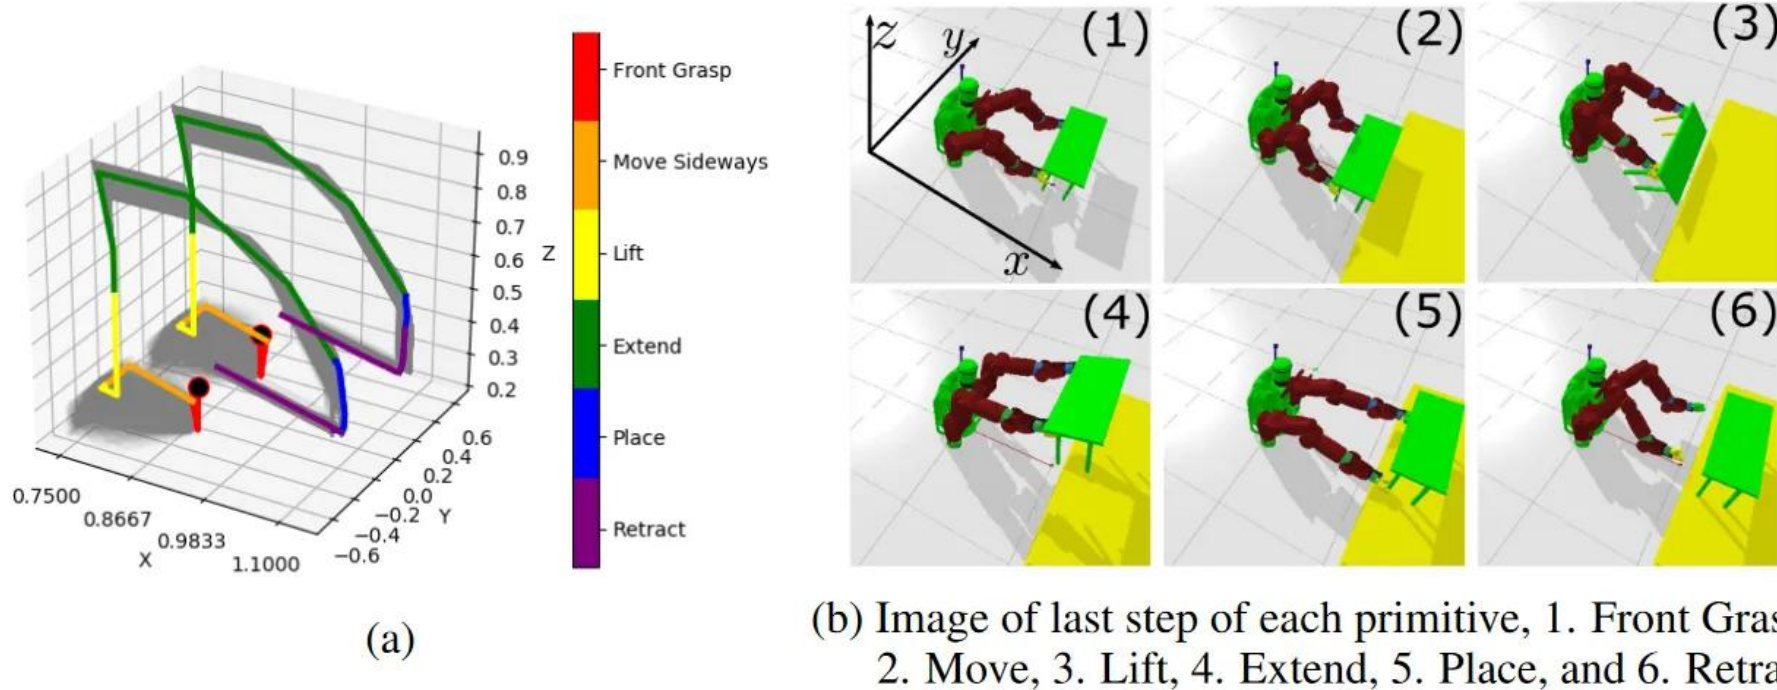 Front Grasp
Move Sideways
Lift
Extend
Place
Retract
0.9
0.8
0.7
0.6
0.5
0.4
0.3
0.2
Z
0.6
0.4
0.2
0.0
−0.2
−0.4
−0.6
Y
0.7500
0.8667
0.9833
1.1000
X
(a)
z
y
x
(1)
(2)
(3)
(4)
(5)
(6)
(b) Image of last step of each primitive, 1. Front Gras
2. Move, 3. Lift, 4. Extend, 5. Place, and 6. Retra